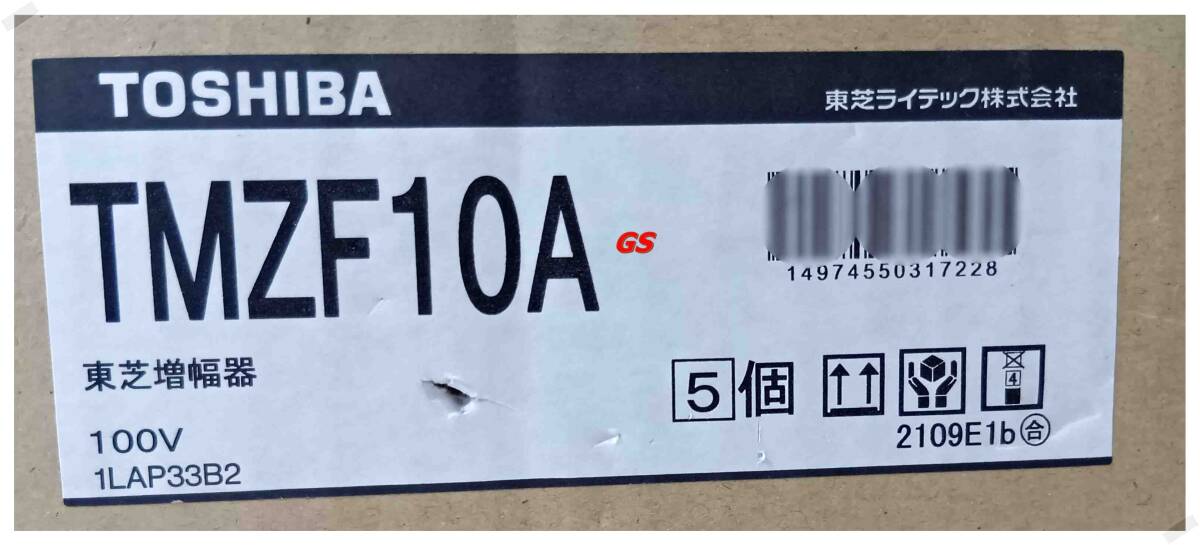 TOSHIBA
東芝ライテック株式会社
TMZF10A
GS
14974550317228
東芝増幅器
5個
4
100V
2109E1b合
1LAP33B2